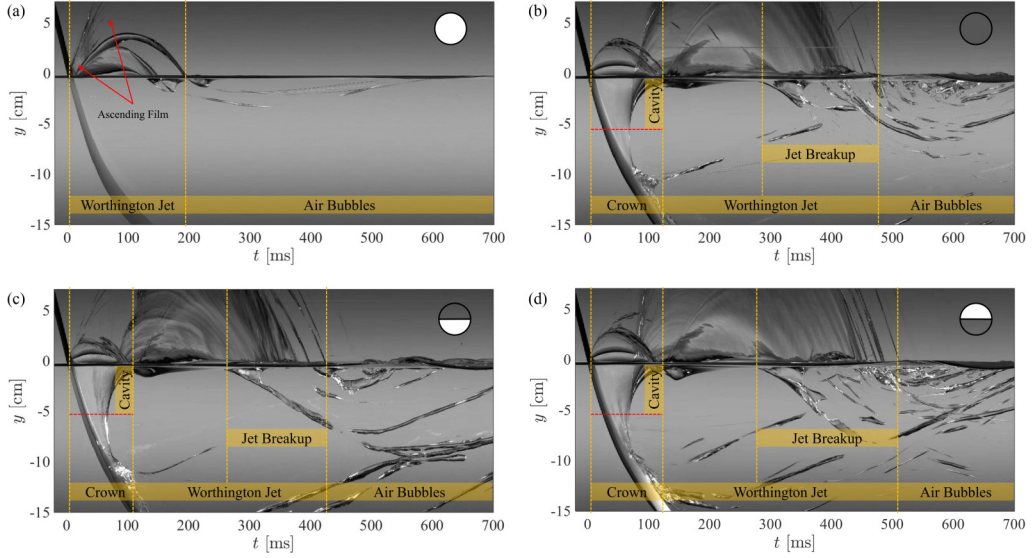 (a)
5
0
-5
-10
-15
y [cm]
Ascending Film
Worthington Jet
Air Bubbles
0 100 200 300 400 500 600 700
t [ms]
(b)
5
0
-5
-10
-15
y [cm]
Cavity
Jet Breakup
Crown
Worthington Jet
Air Bubbles
0 100 200 300 400 500 600 700
t [ms]
(c)
5
0
-5
-10
-15
y [cm]
Cavity
Jet Breakup
Crown
Worthington Jet
Air Bubbles
0 100 200 300 400 500 600 700
t [ms]
(d)
5
0
-5
-10
-15
y [cm]
Cavity
Jet Breakup
Crown
Worthington Jet
Air Bubbles
0 100 200 300 400 500 600 700
t [ms]